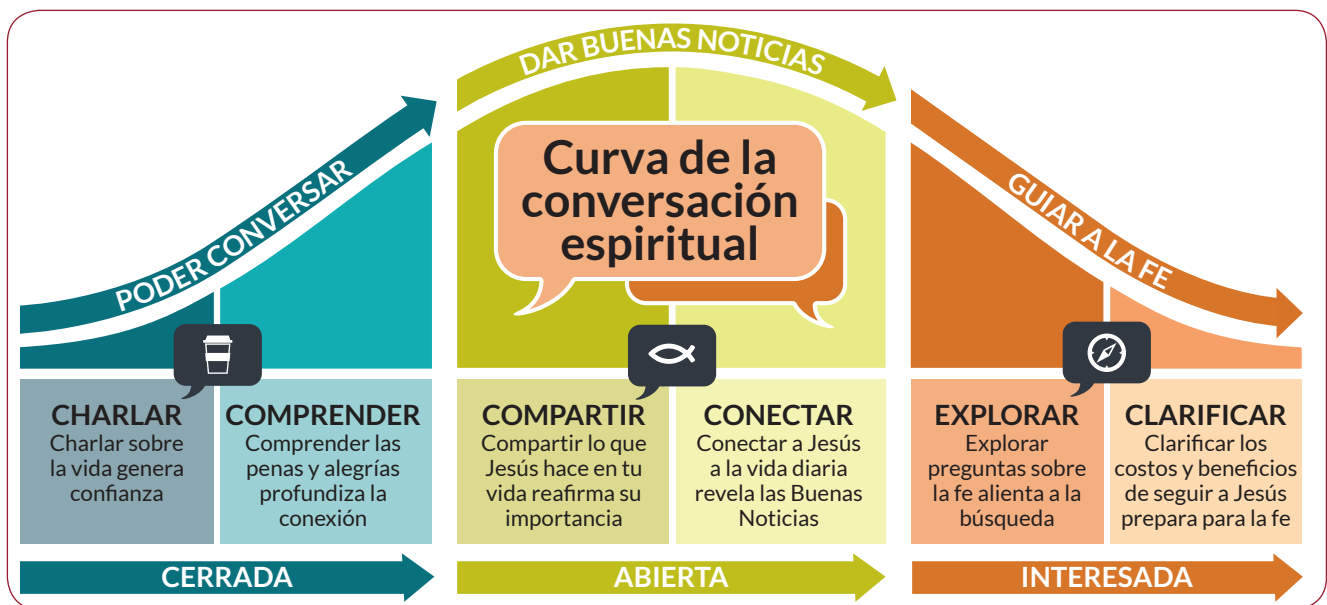 PODER CONVERSAR
DAR BUENAS NOTICIAS
GUIAR A LA FE
Curva de la
conversación
espiritual
CHARLAR
Charlar sobre
la vida genera
confianza
COMPRENDER
Comprender las
penas y alegrías
profundiza la
conexión
COMPARTIR
Compartir lo que
Jesús hace en tu
vida reafirma su
importancia
CONECTAR
Conectar a Jesús
a la vida diaria
revela las Buenas
Noticias
EXPLORAR
Explorar
preguntas sobre
la fe alienta a la
búsqueda
CLARIFICAR
Clarificar los
costos y beneficios
de seguir a Jesús
prepara para la fe
CERRADA
ABIERTA
INTERESADA